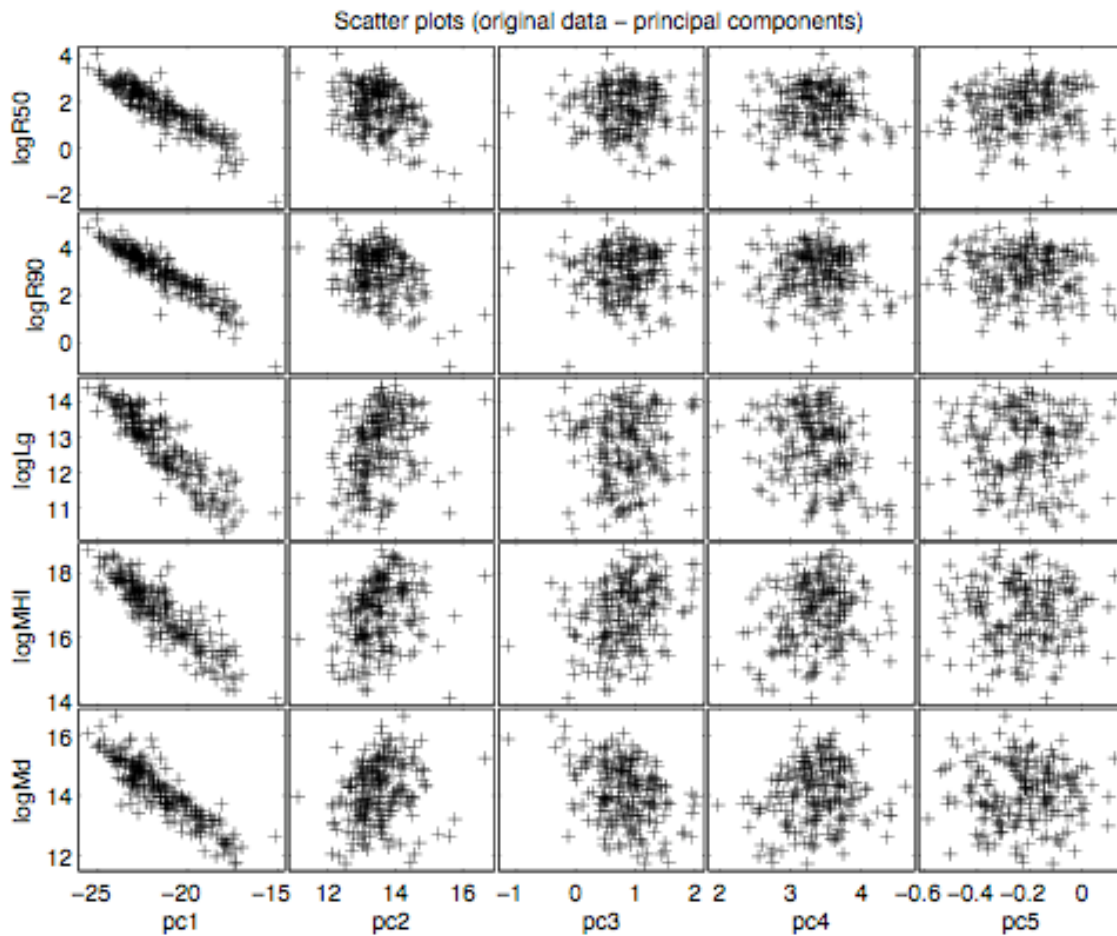 Scatter plots (original data – principal components)
4
2
0
−2
logR50
4
2
0
logR90
14
13
12
11
logLg
18
16
14
logMHI
16
14
12
logMd
−25 −20 −15 12 14 16 −1 0 1 2 2 3 4 −0.6 −0.4 −0.2 0
pc1 pc2 pc3 pc4 pc5